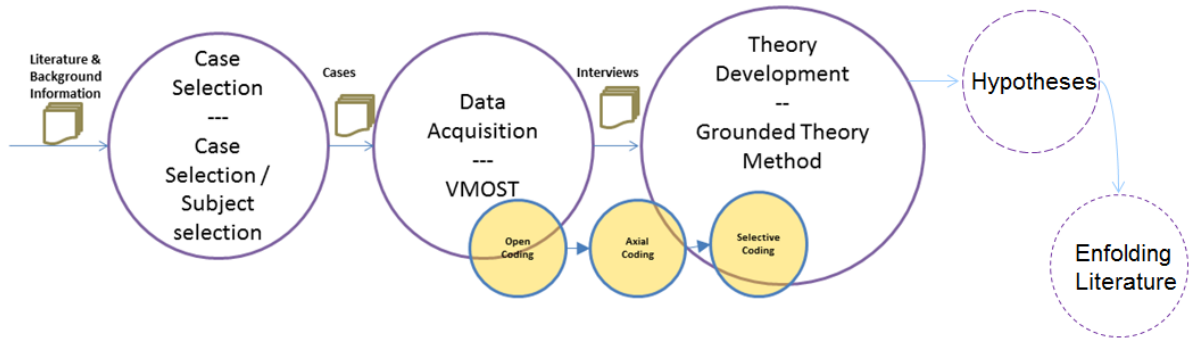 Literature &
Background
Information
Case
Selection
---
Case
Selection /
Subject
selection
Cases
Data
Acquisition
---
VMOST
Interviews
Theory
Development
--
Grounded Theory
Method
Open
Coding
Axial
Coding
Selective
Coding
Hypotheses
Enfolding
Literature